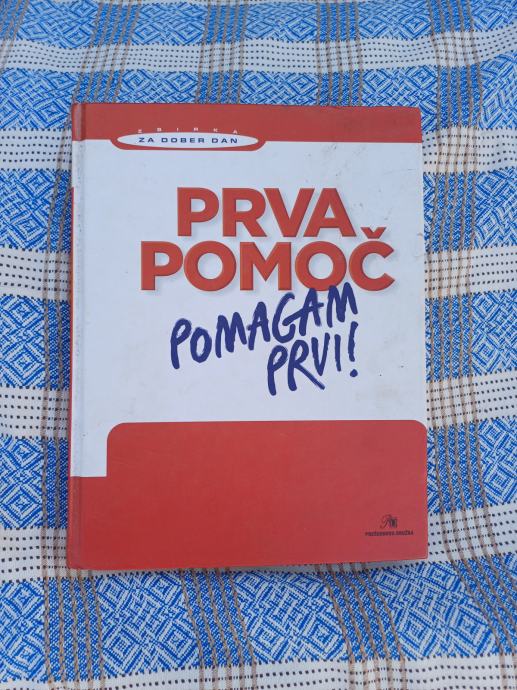 ZBIRKA
ZA DOBER DAN
PRVA
POMOČ
POMAGAM
PRVI!
PREŠERNOVA DRUŽBA